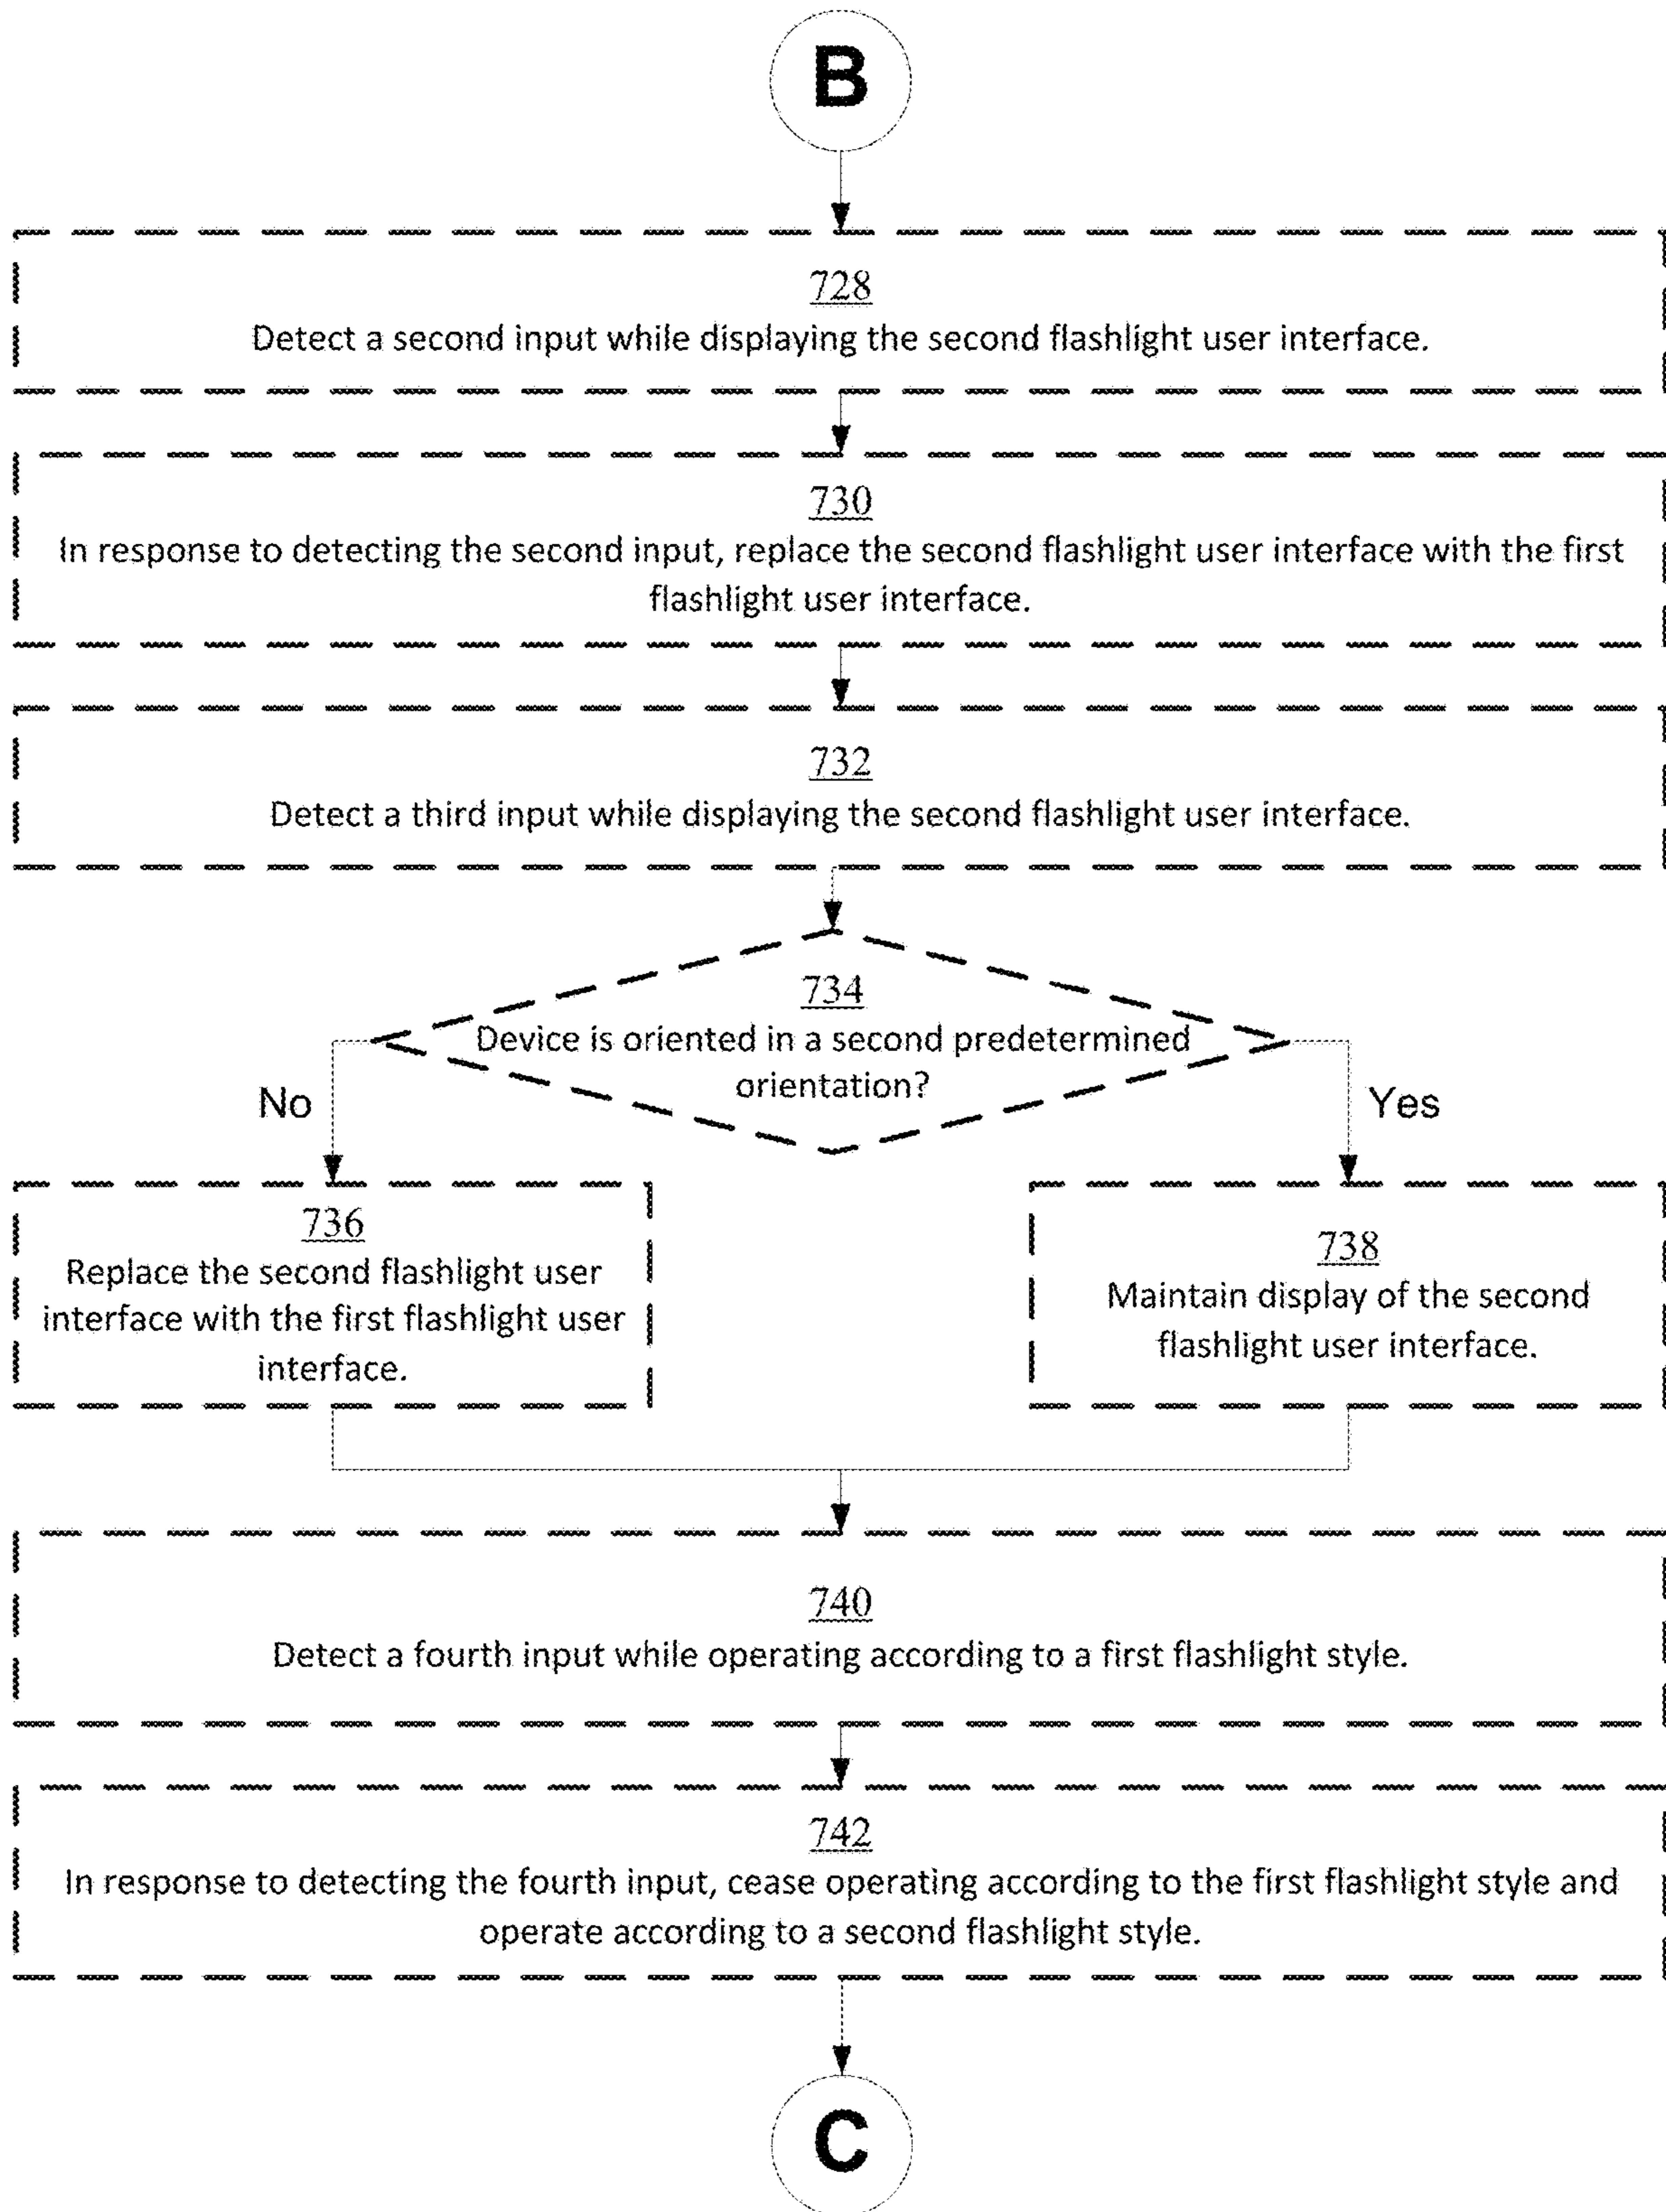 B
728
Detect a second input while displaying the second flashlight user interface.
730
In response to detecting the second input, replace the second flashlight user interface with the first
flashlight user interface.
732
Detect a third input while displaying the second flashlight user interface.
734
Device is oriented in a second predetermined
orientation?
No
Yes
736
Replace the second flashlight user
interface with the first flashlight user
interface.
738
Maintain display of the second
flashlight user interface.
740
Detect a fourth input while operating according to a first flashlight style.
742
In response to detecting the fourth input, cease operating according to the first flashlight style and
operate according to a second flashlight style.
C